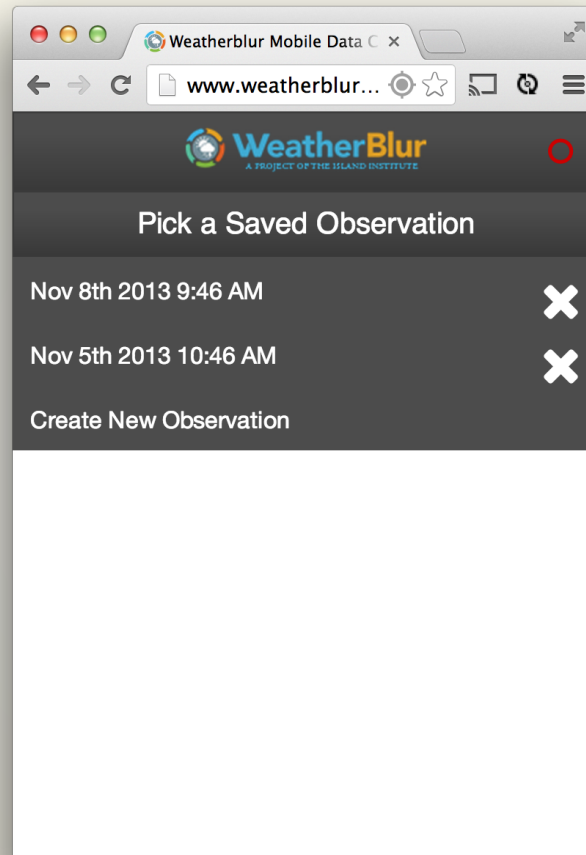 Weatherblur Mobile Data C
www.weatherblur...
WeatherBlur
A PROJECT OF THE ISLAND INSTITUTE
Pick a Saved Observation
Nov 8th 2013 9:46 AM
Nov 5th 2013 10:46 AM
Create New Observation